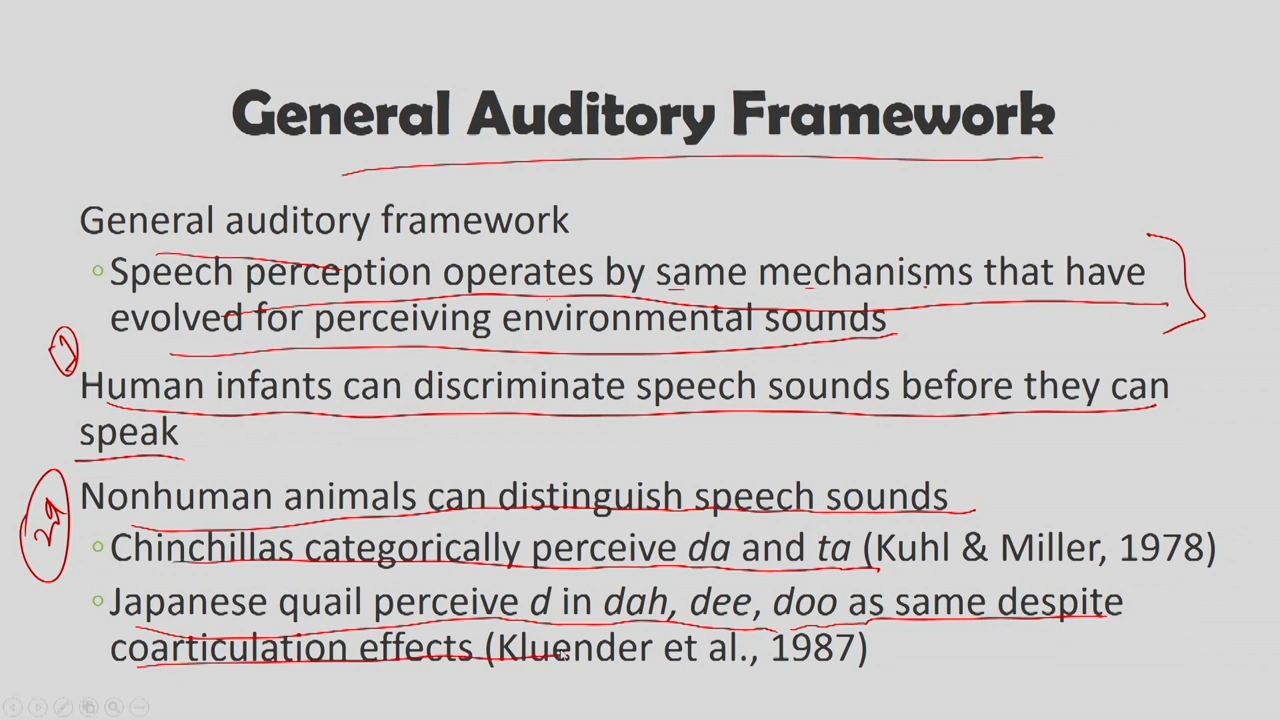 General Auditory Framework
General auditory framework
Speech perception operates by same mechanisms that have
evolved for perceiving environmental sounds
Human infants can discriminate speech sounds before they can
speak
Nonhuman animals can distinguish speech sounds
Chinchillas categorically perceive da and ta (Kuhl & Miller, 1978)
Japanese quail perceive d in dah, dee, doo as same despite
coarticulation effects (Kluender et al., 1987)